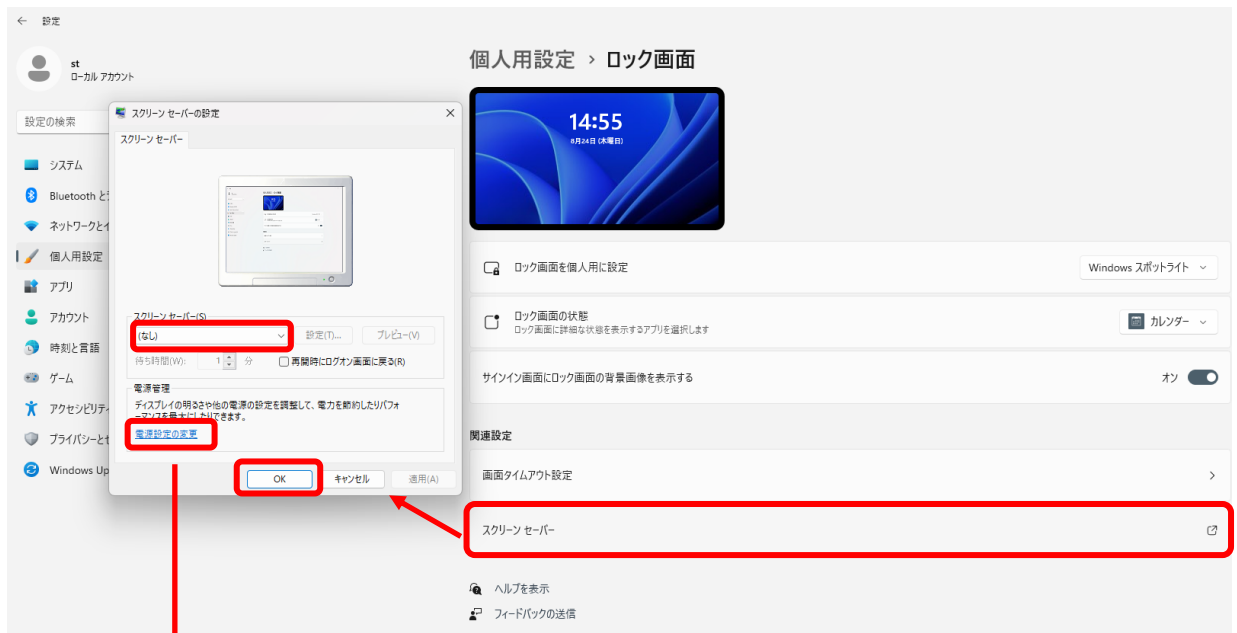 設定
st
ローカル アカウント
設定の検索
システム
Bluetooth と
ネットワークとイ
個人用設定
アプリ
アカウント
時刻と言語
ゲーム
アクセシビリティ
プライバシーとセ
Windows Up
スクリーン セーバーの設定
スクリーン セーバー
スクリーン セーバー(S)
(なし)
設定(T)...
プレビュー(V)
待ち時間(W):
1
分
再開時にログオン画面に戻る(R)
電源管理
ディスプレイの明るさや他の電源の設定を調整して、電力を節約したりパフォ
ーマンスを最大にしたりできます。
電源設定の変更
OK
キャンセル
適用(A)
個人用設定 › ロック画面
14:55
8月24日 (木曜日)
ロック画面を個人用に設定
Windows スポットライト
ロック画面の状態
ロック画面に詳細な状態を表示するアプリを選択します
カレンダー
サインイン画面にロック画面の背景画像を表示する
オン
関連設定
画面タイムアウト設定
スクリーン セーバー
ヘルプを表示
フィードバックの送信